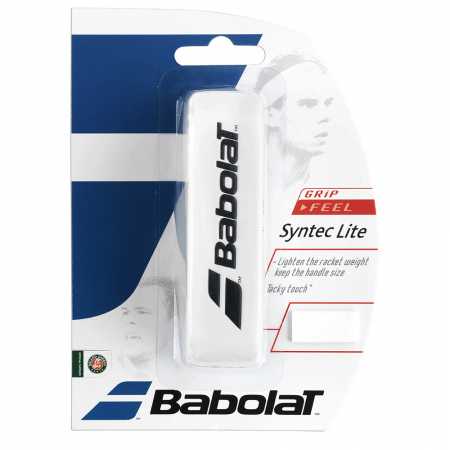 BABOLAT
GRIP
FEEL
Syntec Lite
- Lighten the racket weight
keep the handle size
Tacky touch
BABOLAT